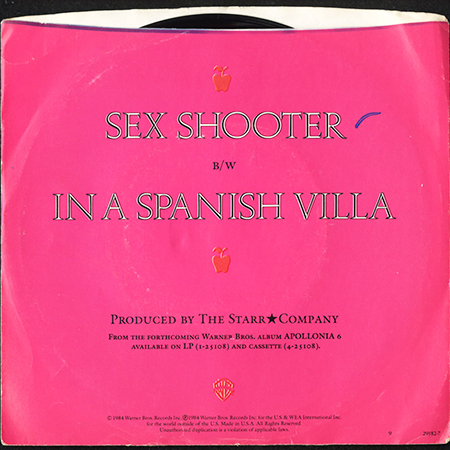 SEX SHOOTER
B/W
IN A SPANISH VILLA
PRODUCED BY THE STARR★COMPANY
FROM THE FORTHCOMING WARNER BROS. ALBUM APOLLONIA 6
AVAILABLE ON LP (1-25108) AND CASSETTE (4-25108).
© 1984 Warner Bros. Records Inc. ℗ 1984 Warner Bros. Records Inc. for the U.S. & WEA International Inc.
for the world outside of the U.S. Made in U.S.A. All Rights Reserved
Unauthorized duplication is a violation of applicable laws.
9 29182-7